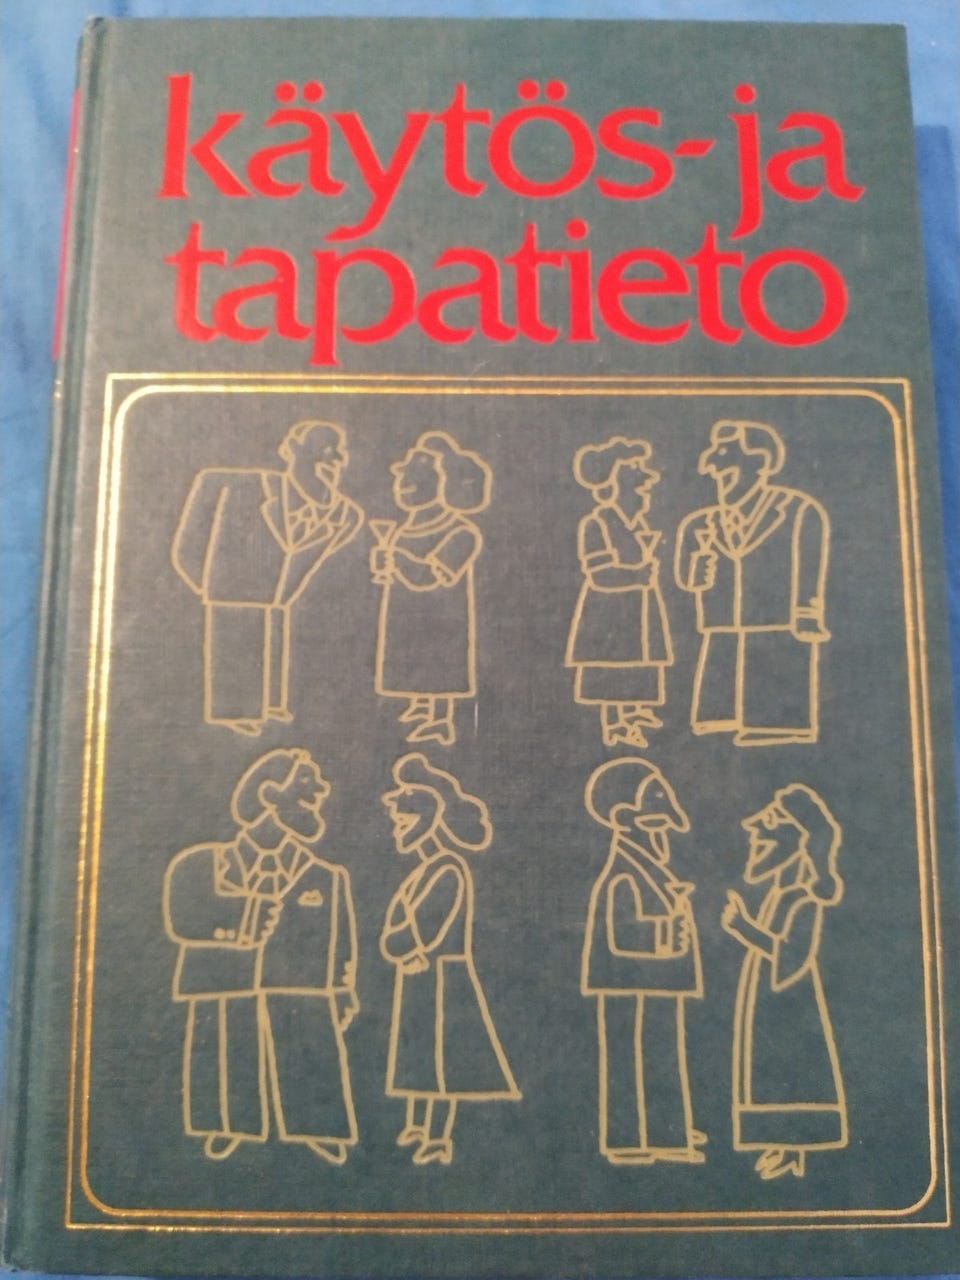 käytös- ja
tapatieto